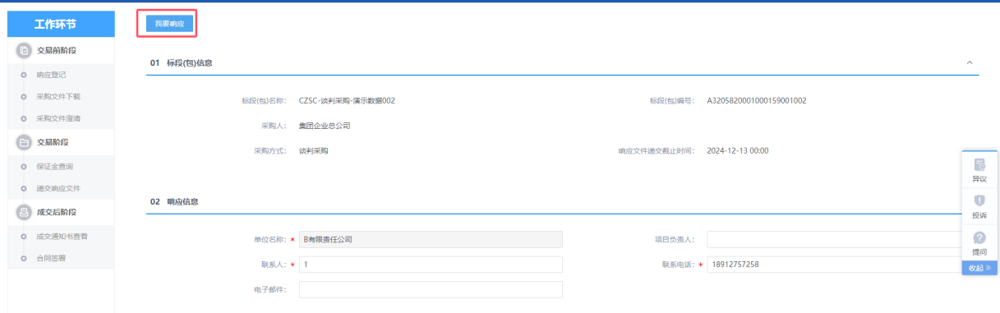 工作环节
交易前阶段
响应登记
采购文件下载
采购文件澄清
交易阶段
保证金查询
递交响应文件
成交后阶段
成交通知书查看
合同签署
我要响应
01 标段(包)信息
标段(包)名称： CZSC-谈判采购-演示数据002 标段(包)编号： A3205820001000159001002
采购人： 集团企业总公司
采购方式： 谈判采购 响应文件递交截止时间： 2024-12-13 00:00
02 响应信息
单位名称： * B有限责任公司 项目负责人：
联系人： * 1 联系电话： * 18912757258
电子邮件：
异议
投诉
提问
收起 »